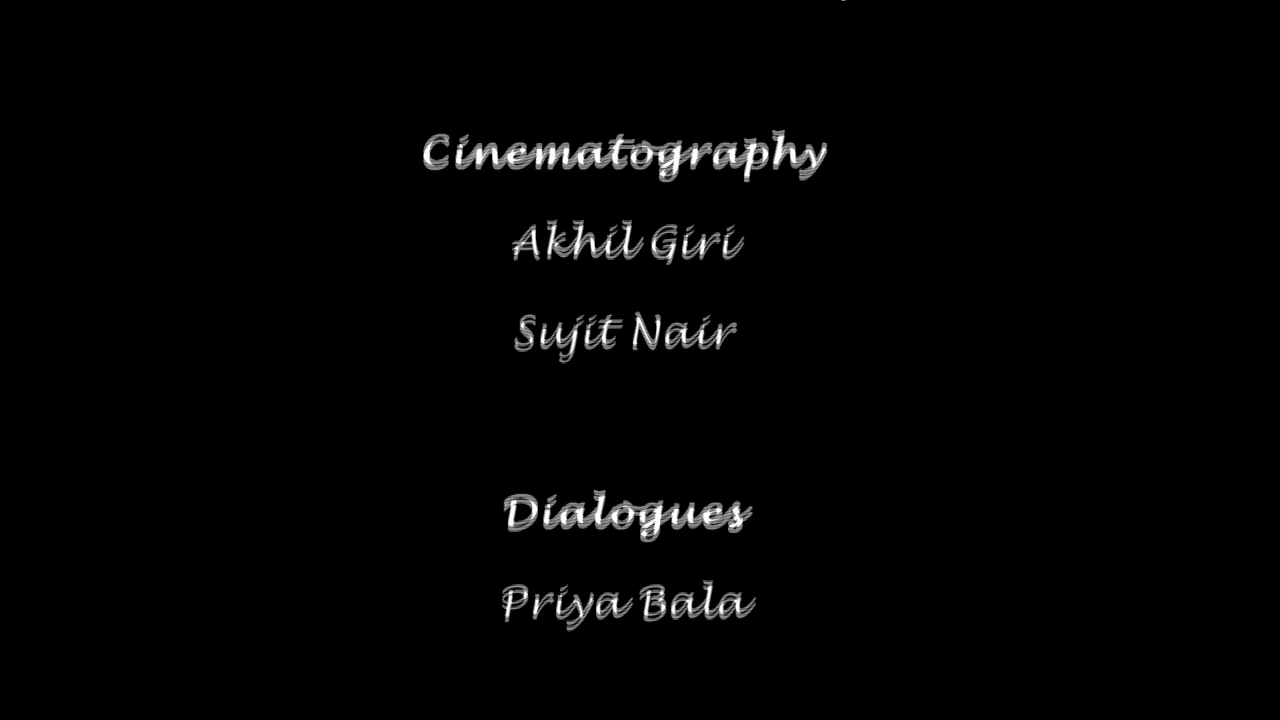 Cinematography
Akhil Giri
Sujit Nair
Dialogues
Priya Bala